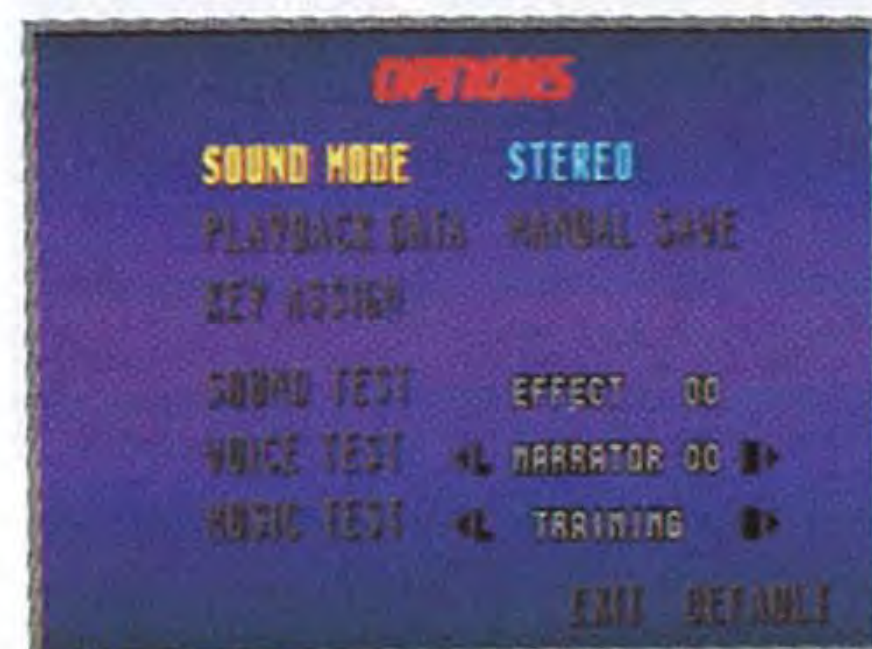 OPTIONS
SOUND MODE STEREO
PLAYBACK DATA MANUAL SAVE
KEY ASSIGN
SOUND TEST EFFECT 00
VOICE TEST ◄L NARRATOR 00 R►
MUSIC TEST ◄L TRAINING R►
EXIT DEFAULT